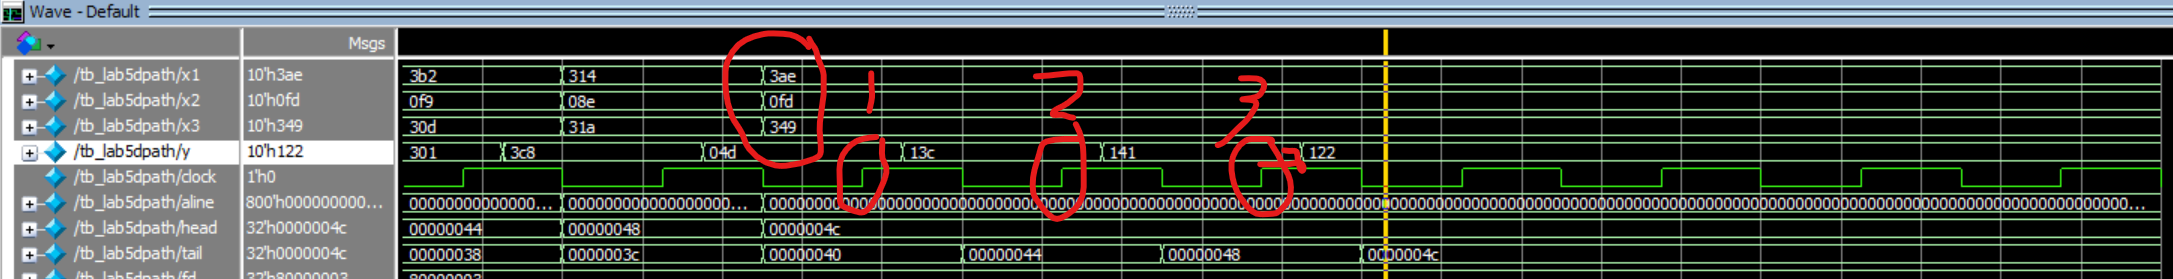 Wave - Default
Msgs
/tb_lab5dpath/x1 10'h3ae 3b2 314 3ae
/tb_lab5dpath/x2 10'h0fd 0f9 08e 0fd
/tb_lab5dpath/x3 10'h349 30d 31a 349
/tb_lab5dpath/y 10'h122 301 3c8 04d 13c 141 122
/tb_lab5dpath/clock 1'h0
/tb_lab5dpath/aline 800'h000000000... 00000000000000... 000000000000000000...
/tb_lab5dpath/head 32'h0000004c 00000044 00000048 0000004c
/tb_lab5dpath/tail 32'h0000004c 00000038 0000003c 00000040 00000044 00000048 0000004c
/tb_lab5dpath/fd 32'h80000003 80000003
1 2 3